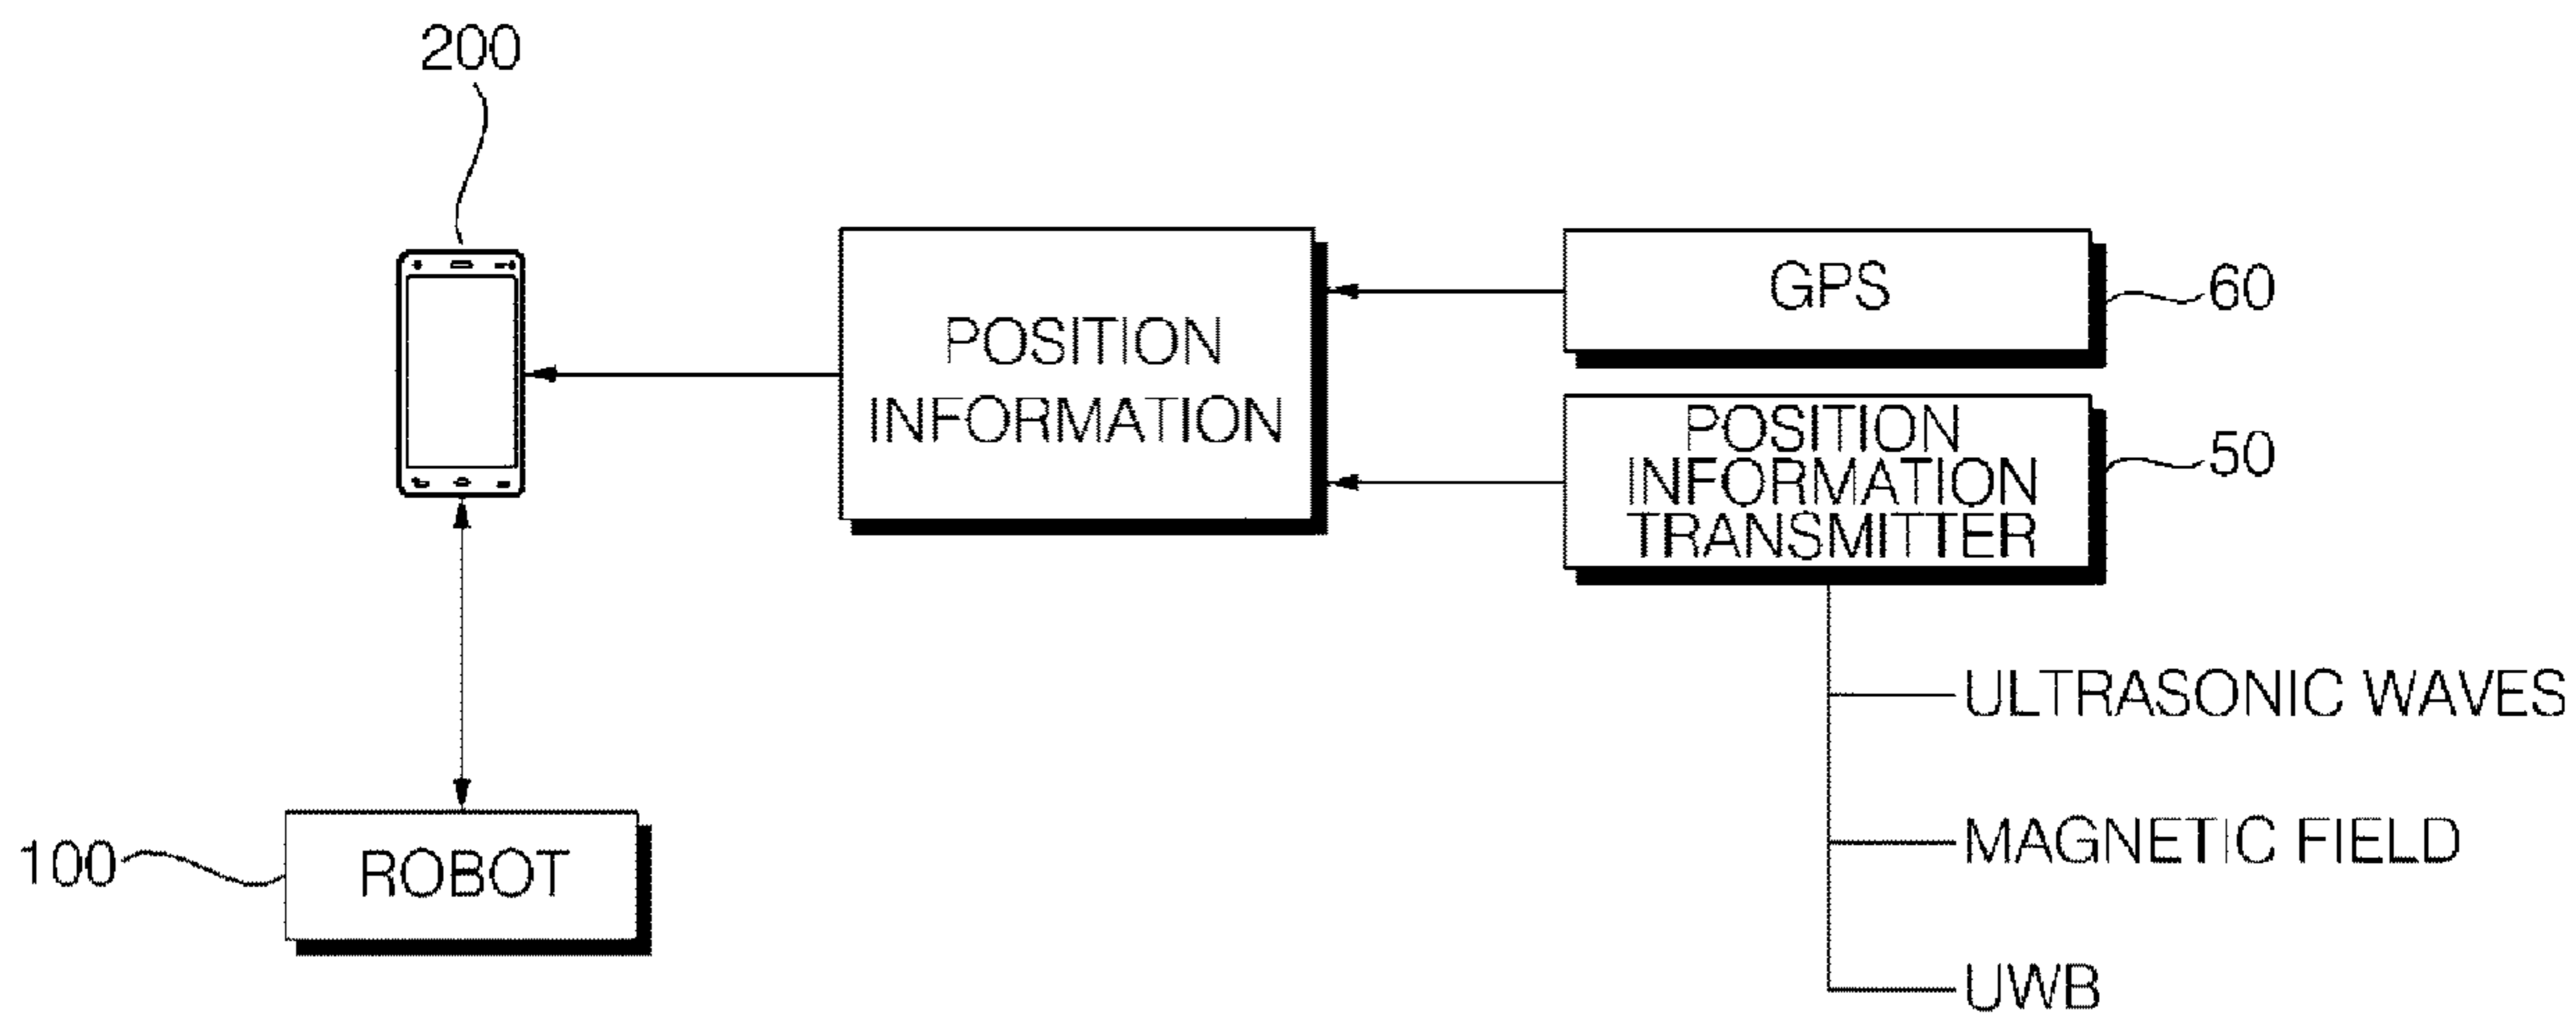 200
GPS
60
POSITION
INFORMATION
POSITION
INFORMATION
TRANSMITTER
50
ULTRASONIC WAVES
100
ROBOT
MAGNETIC FIELD
UWB